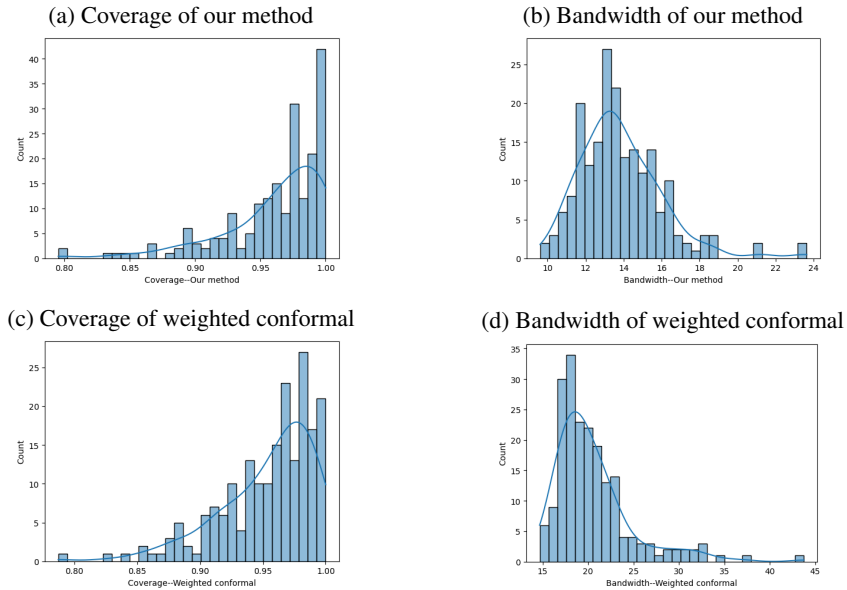 (a) Coverage of our method
(b) Bandwidth of our method
40
35
30
25
20
15
10
5
0
Count
0.80 0.85 0.90 0.95 1.00
Coverage--Our method
25
20
15
10
5
0
Count
10 12 14 16 18 20 22 24
Bandwidth--Our method
(c) Coverage of weighted conformal
(d) Bandwidth of weighted conformal
25
20
15
10
5
0
Count
0.80 0.85 0.90 0.95 1.00
Coverage--Weighted conformal
35
30
25
20
15
10
5
0
Count
15 20 25 30 35 40 45
Bandwidth--Weighted conformal